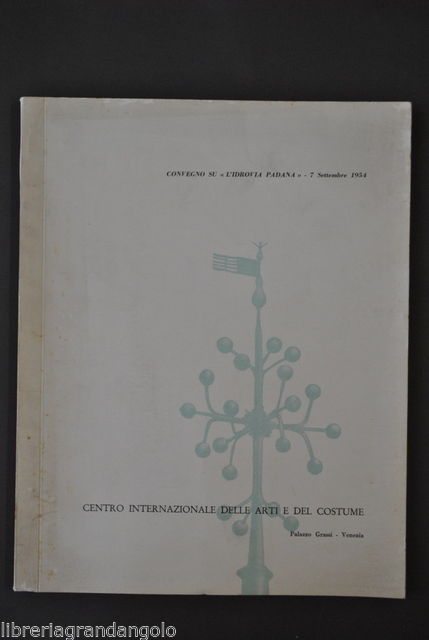 CONVEGNO SU « L'IDROVIA PADANA » - 7 Settembre 1954
CENTRO INTERNAZIONALE DELLE ARTI E DEL COSTUME
Palazzo Grassi - Venezia
libreriagrandangolo